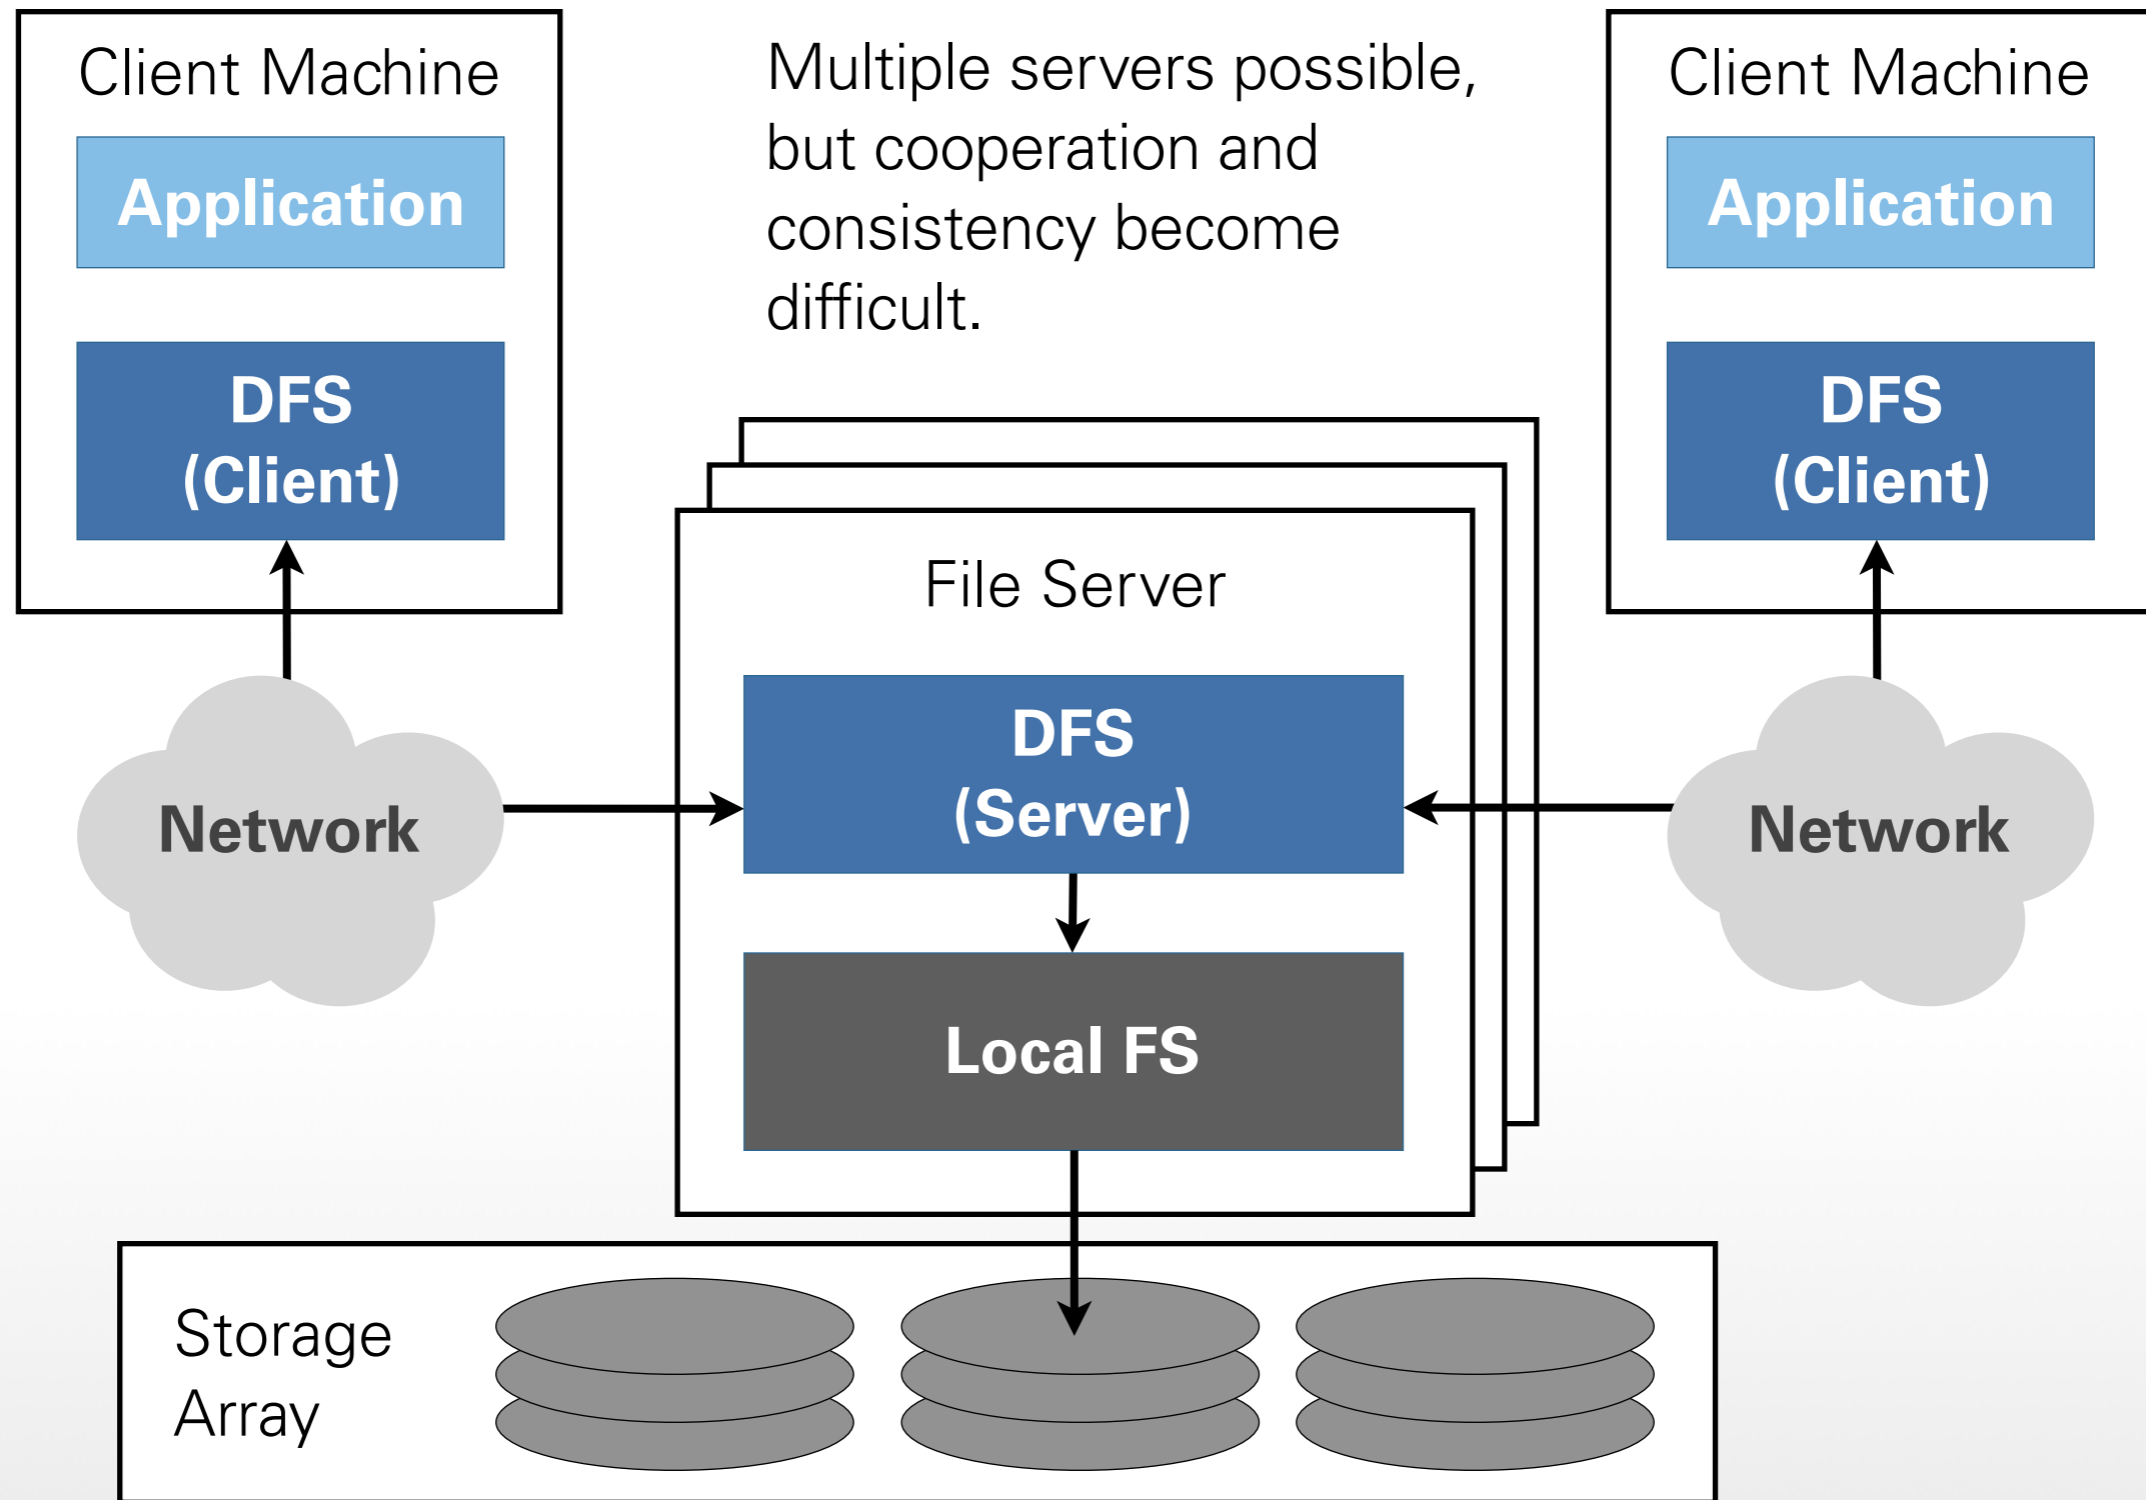 Client Machine
Application
DFS
(Client)
Network
Multiple servers possible,
but cooperation and
consistency become
difficult.
File Server
DFS
(Server)
Local FS
Client Machine
Application
DFS
(Client)
Network
Storage
Array